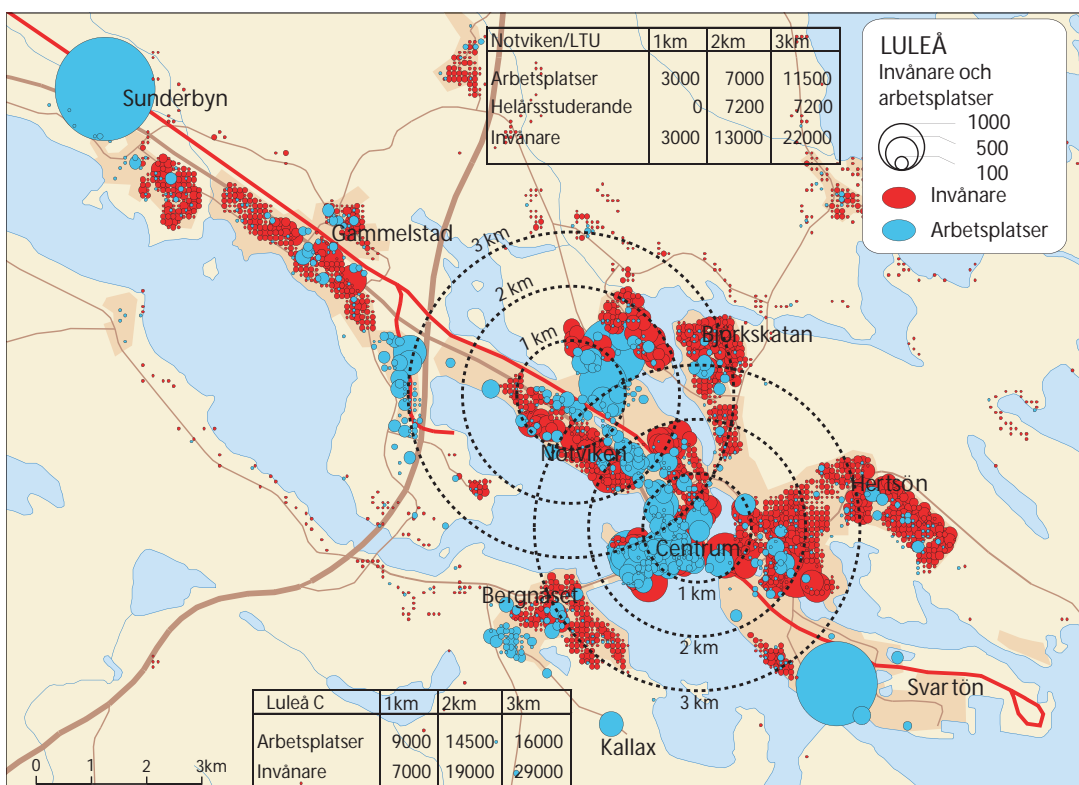 Notviken/LTU 1km 2km 3km
Arbetsplatser 3000 7000 11500
Helårsstuderande 0 7200 7200
Invånare 3000 13000 22000
LULEÅ
Invånare och
arbetsplatser
1000
500
100
Invånare
Arbetsplatser
Sunderbyn
Gammelstad
3 km
2 km
1 km
Björkskatan
Notviken
Hertsön
Centrum
Bergnäset
1 km
2 km
3 km
Svartön
Kallax
Luleå C 1km 2km 3km
Arbetsplatser 9000 14500 16000
Invånare 7000 19000 29000
0 1 2 3km